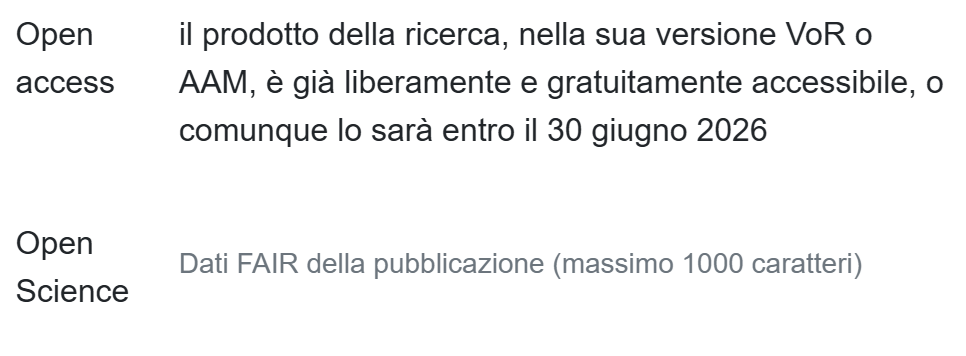 Open access
il prodotto della ricerca, nella sua versione VoR o
AAM, è già liberamente e gratuitamente accessibile, o
comunque lo sarà entro il 30 giugno 2026
Open Science
Dati FAIR della pubblicazione (massimo 1000 caratteri)